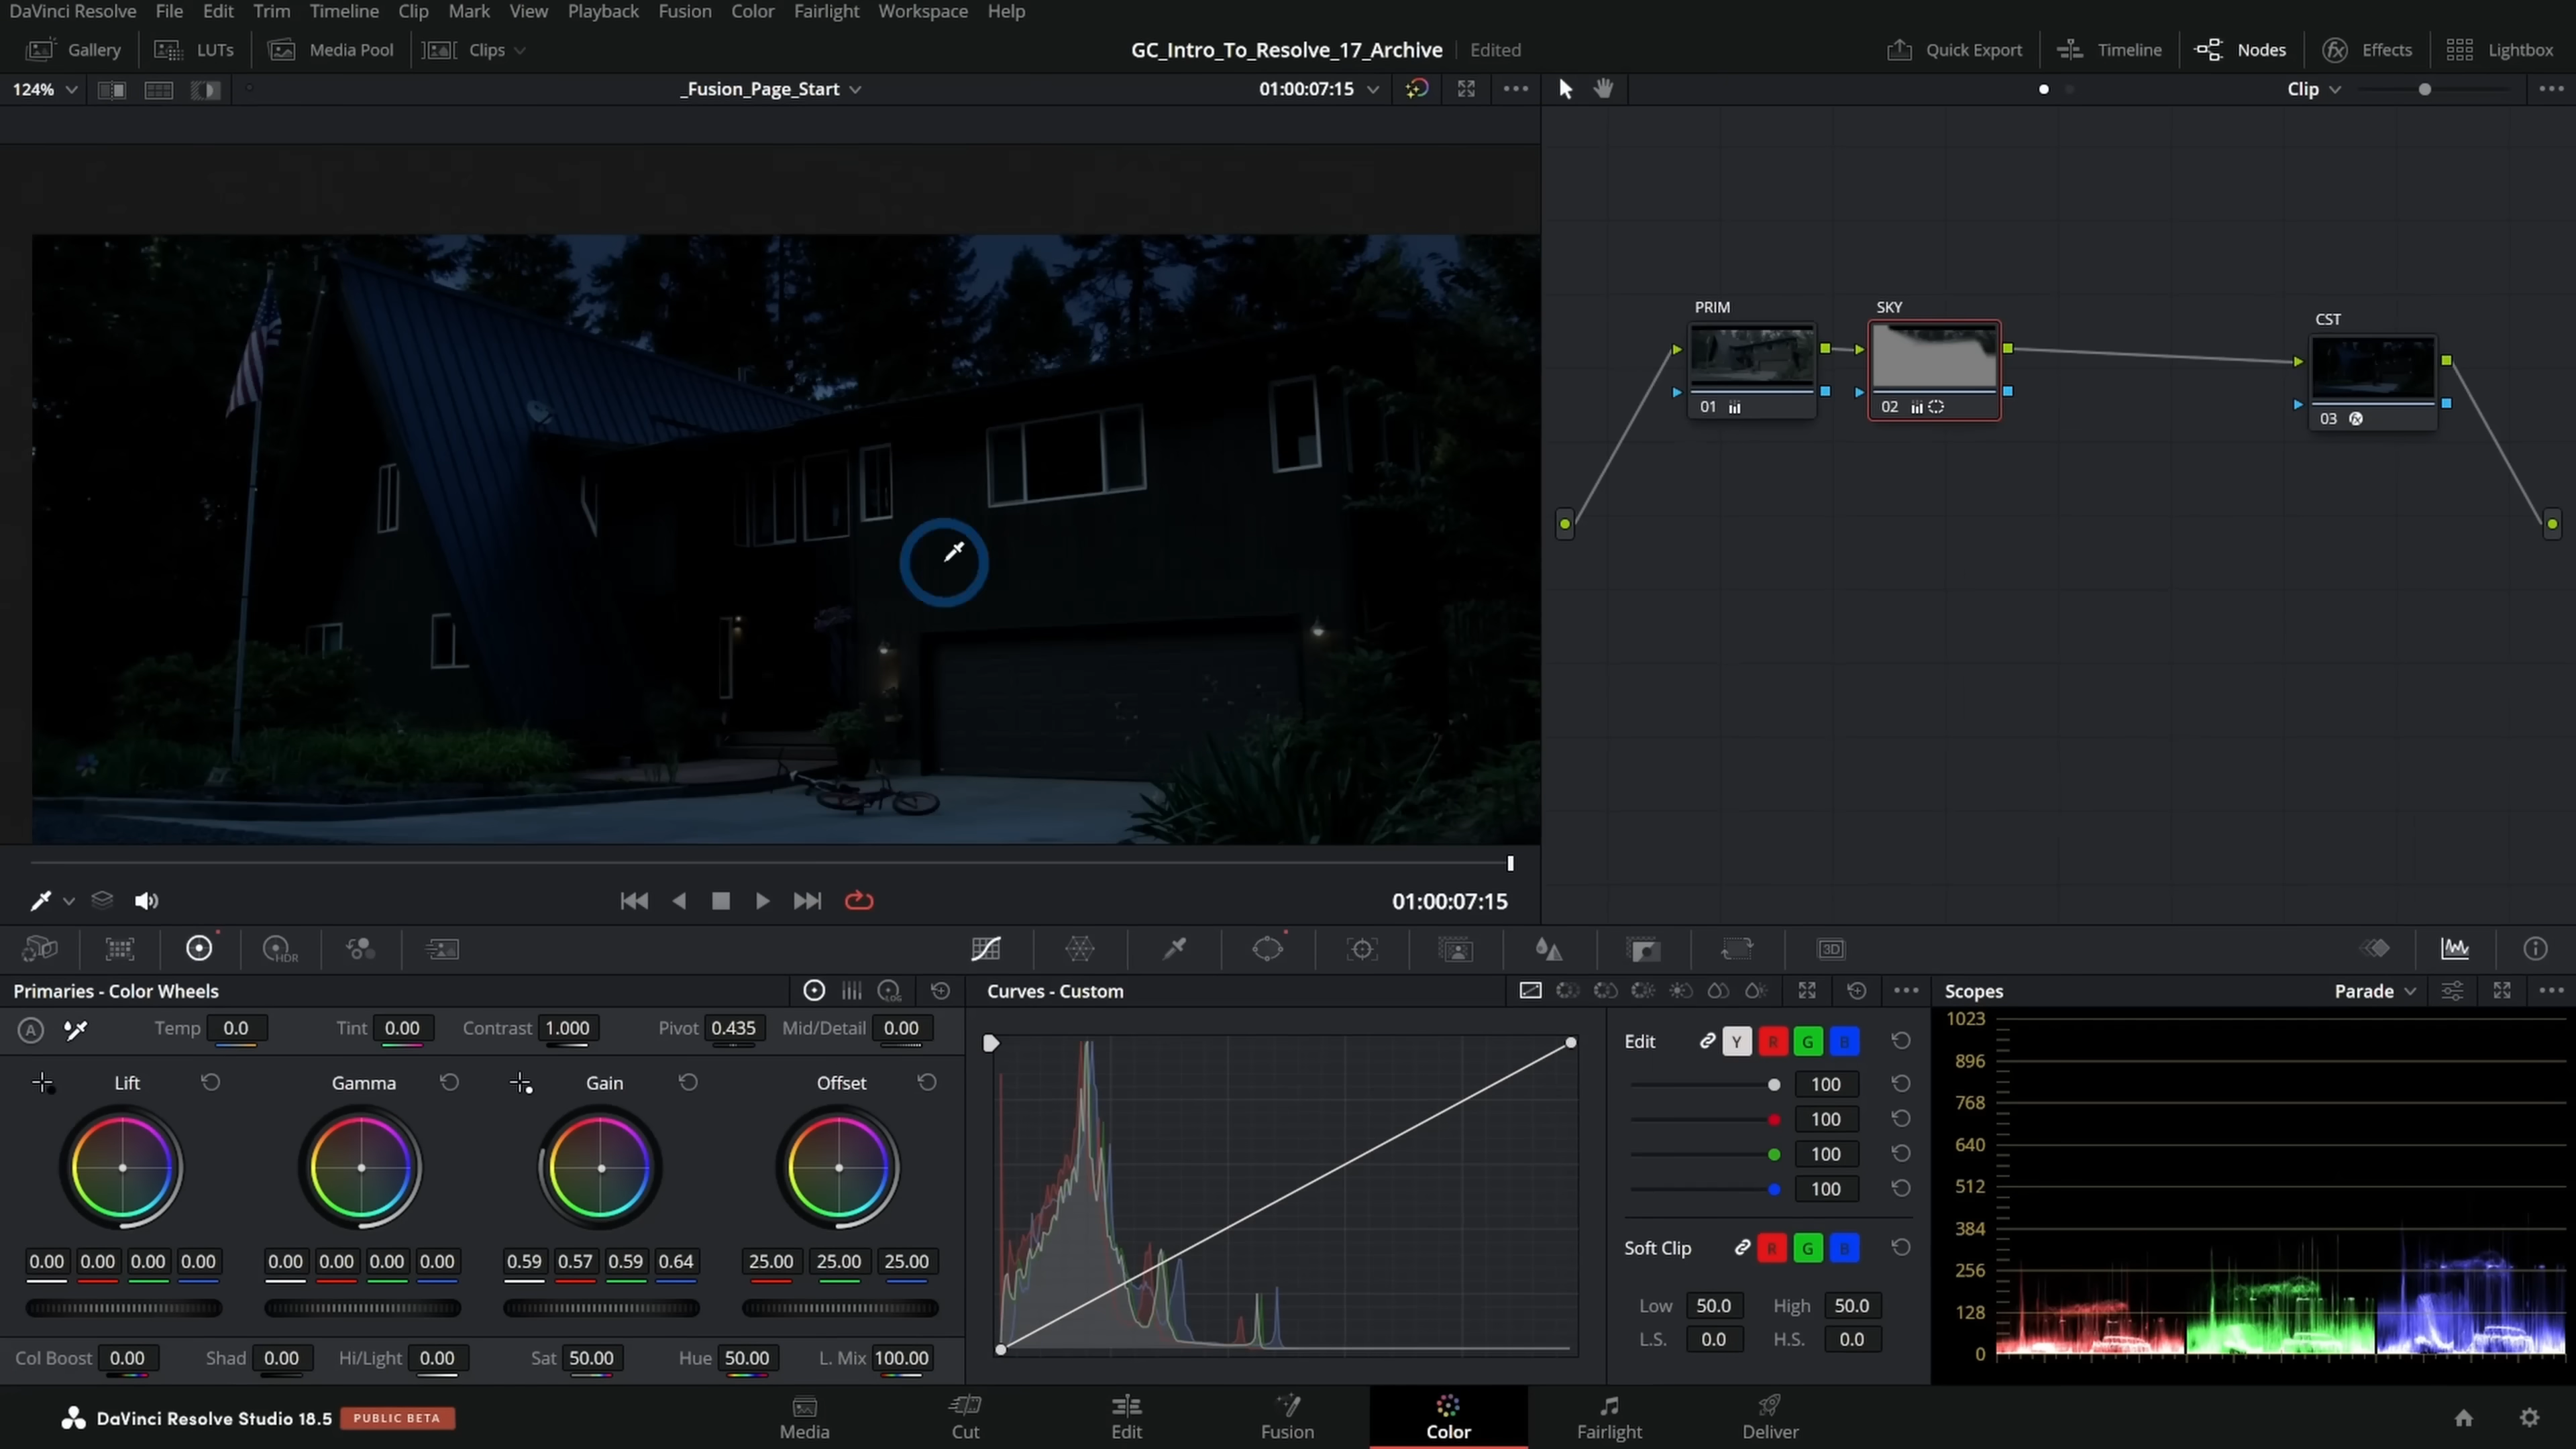 DaVinci Resolve File Edit Trim Timeline Clip Mark View Playback Fusion Color Fairlight Workspace Help
Gallery LUTs Media Pool Clips GC_Intro_To_Resolve_17_Archive Edited Quick Export Timeline Nodes Effects Lightbox
124% _Fusion_Page_Start 01:00:07:15 Clip
PRIM SKY CST
01 02 03
01:00:07:15
HDR 3D
Primaries - Color Wheels LOG Curves - Custom Scopes Parade
A Temp 0.0 Tint 0.00 Contrast 1.000 Pivot 0.435 Mid/Detail 0.00
Lift Gamma Gain Offset
0.00 0.00 0.00 0.00 0.00 0.00 0.00 0.00 0.59 0.57 0.59 0.64 25.00 25.00 25.00
Col Boost 0.00 Shad 0.00 Hi/Light 0.00 Sat 50.00 Hue 50.00 L. Mix 100.00
Edit Y R G B
100
100
100
100
Soft Clip R G B
Low 50.0 High 50.0
L.S. 0.0 H.S. 0.0
1023
896
768
640
512
384
256
128
0
DaVinci Resolve Studio 18.5 PUBLIC BETA Media Cut Edit Fusion Color Fairlight Deliver